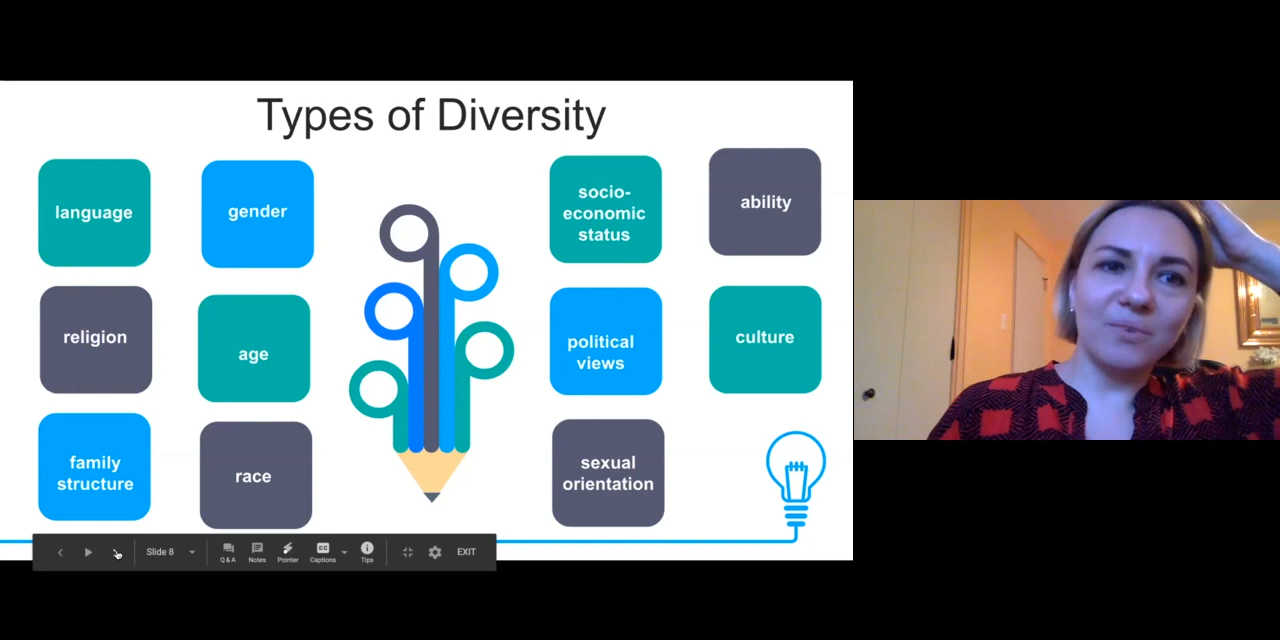 Types of Diversity
language
gender
socio-
economic
status
ability
religion
age
political
views
culture
family
structure
race
sexual
orientation
Slide 8
Q & A
Notes
Pointer
Captions
Tips
EXIT
CC